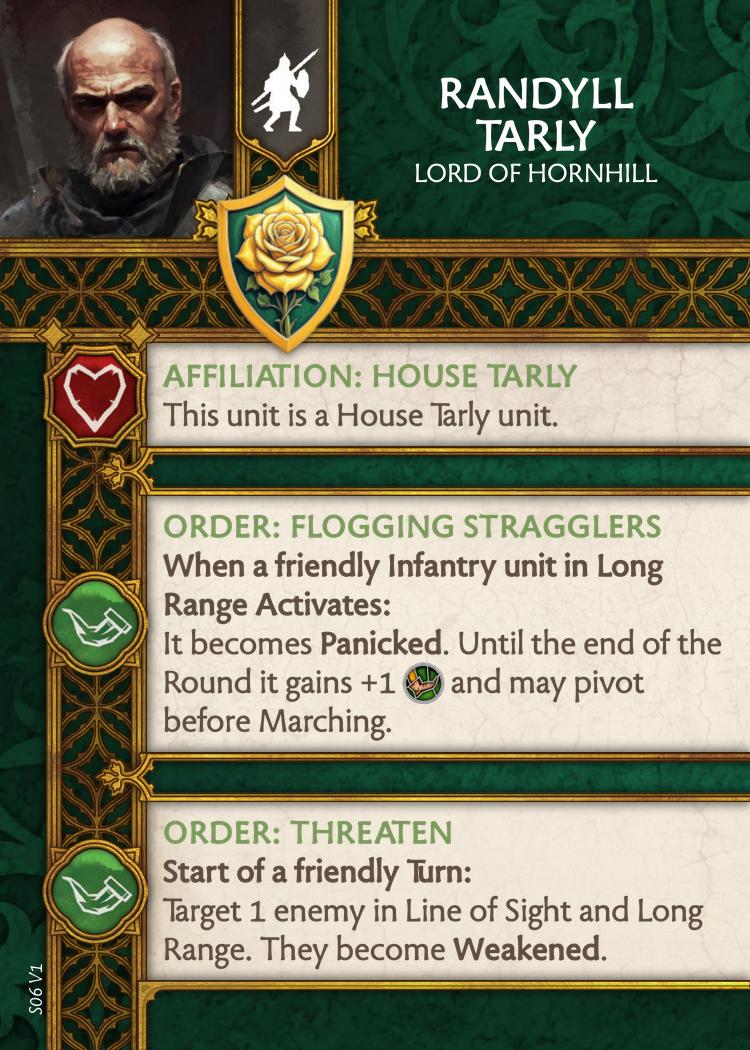 RANDYLL
TARLY
LORD OF HORNHILL
AFFILIATION: HOUSE TARLY
This unit is a House Tarly unit.
ORDER: FLOGGING STRAGGLERS
When a friendly Infantry unit in Long
Range Activates:
It becomes Panicked. Until the end of the
Round it gains +1 and may pivot
before Marching.
ORDER: THREATEN
Start of a friendly Turn:
Target 1 enemy in Line of Sight and Long
Range. They become Weakened.
S06 V1